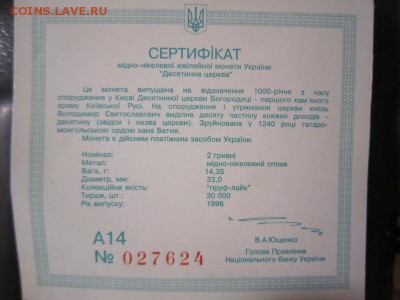 COINS.LAVE.RU
СЕРТИФІКАТ
мідно-нікелевої ювілейної монети України
"Десятинна церква"
Ця монета випущена на відзначення 1000-річчя з часу
спорудження у Києві Десятинної церкви Богородиці - першого кам'яного
храму Київської Русі. На спорудження і утримання церкви князь
Володимир Святославович виділив десяту частину княжих доходів -
десятину (звідси і назва церкви). Зруйнована у 1240 році татаро-
монгольською ордою хана Батия.
Монета є дійсним платіжним засобом України.
Номінал: 2 гривні
Метал: мідно-нікелевий сплав
Вага, г: 14,35
Діаметр, мм: 33,0
Колекційна якість: "пруф-лайк"
Тираж, шт.: 30 000
Рік випуску: 1996
В.А.Ющенко
А14
Голова Правління
№ 027624
Національного банку України